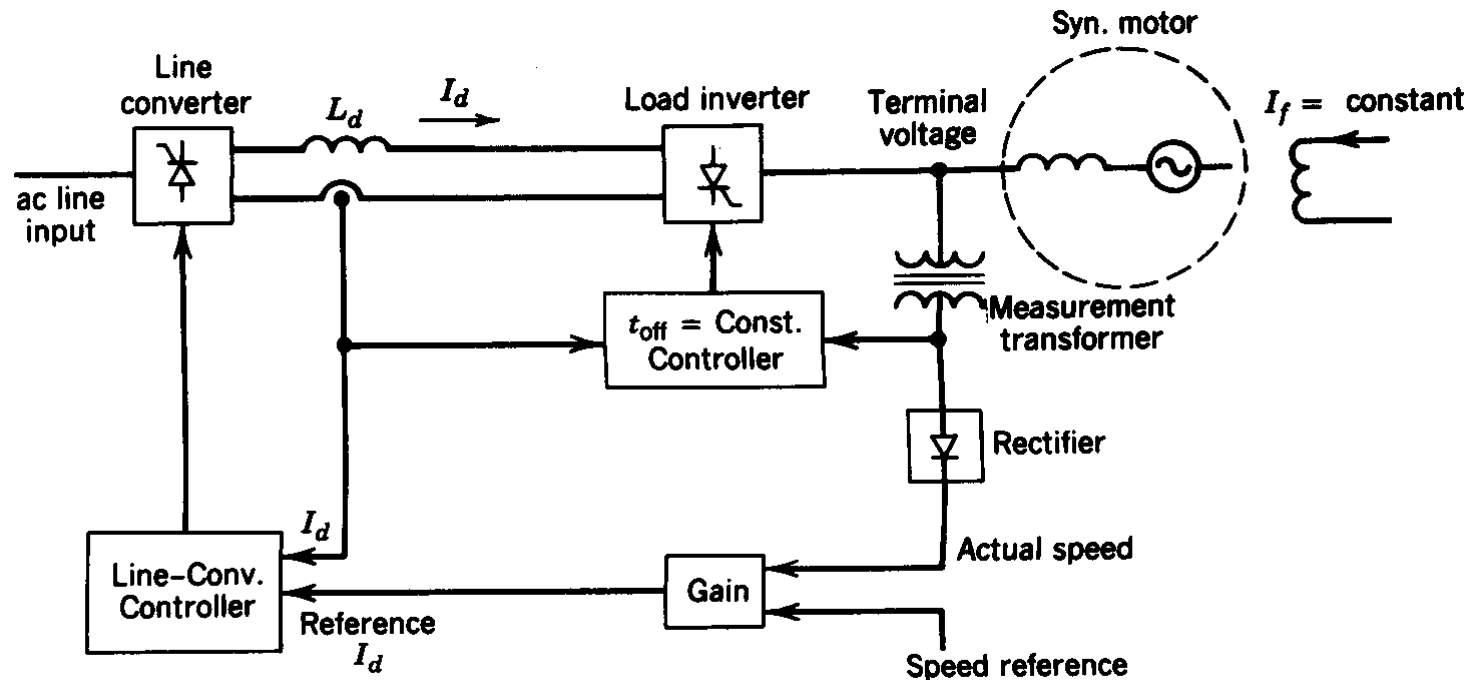 Syn. motor
Line
converter
L_d
I_d
Load inverter
Terminal
voltage
I_f = constant
ac line
input
t_off = Const.
Controller
Measurement
transformer
Rectifier
I_d
Actual speed
Line-Conv.
Controller
Gain
Reference
I_d
Speed reference